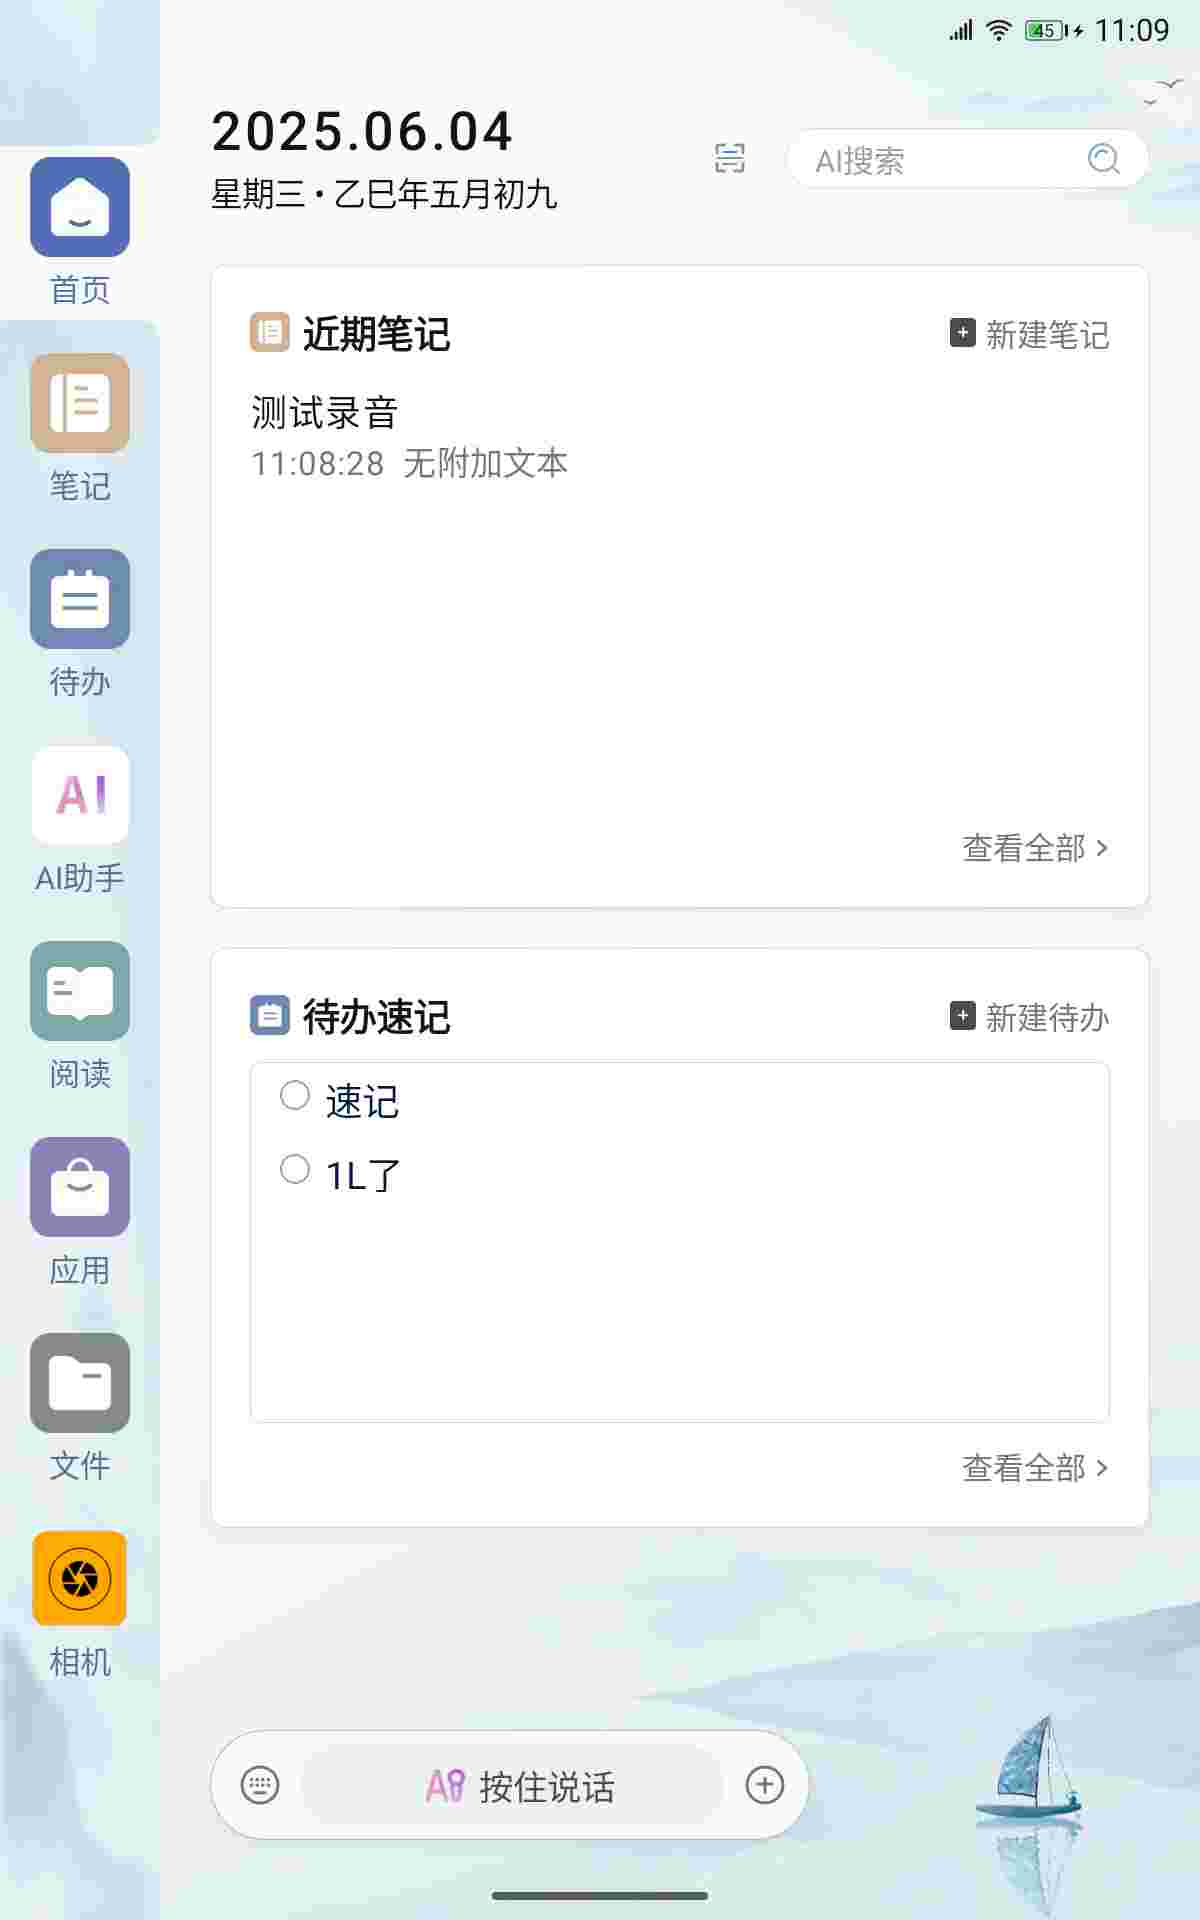 45 11:09
2025.06.04
星期三 • 乙巳年五月初九
AI搜索
首页
笔记
待办
AI
AI助手
阅读
应用
文件
相机
近期笔记
新建笔记
测试录音
11:08:28 无附加文本
查看全部
待办速记
新建待办
速记
1L了
查看全部
AI 按住说话